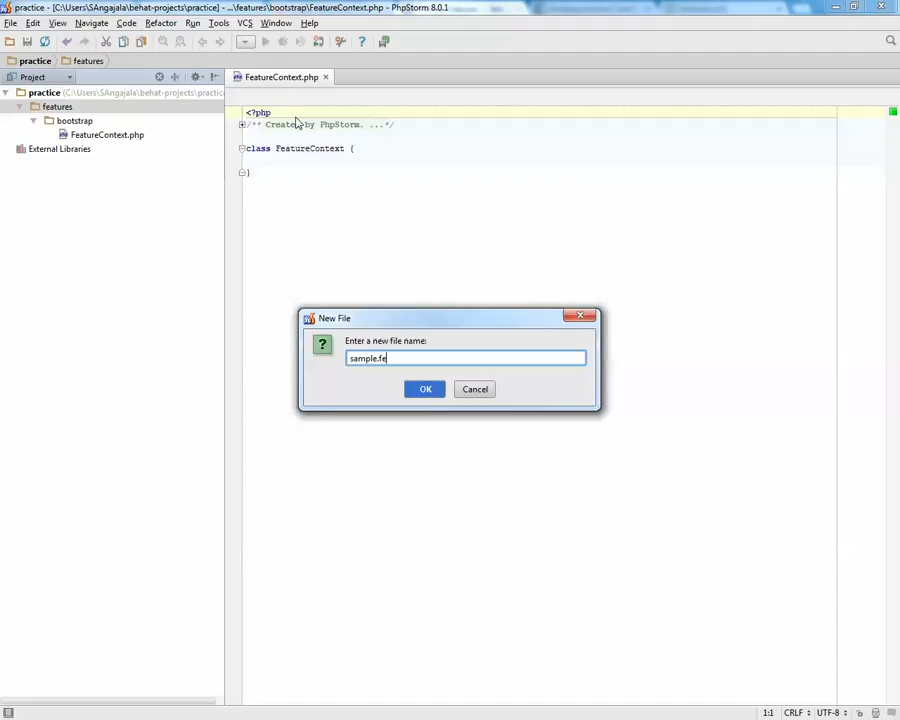 practice - [C:\Users\SAngajala\behat-projects\practice] - ...\features\bootstrap\FeatureContext.php - PhpStorm 8.0.1
File Edit View Navigate Code Refactor Run Tools VCS Window Help
practice features
Project
FeatureContext.php
practice (C:\Users\SAngajala\behat-projects\practice
features
bootstrap
FeatureContext.php
External Libraries
<?php
/** Created by PhpStorm. ...*/
class FeatureContext {
}
New File
Enter a new file name:
sample.fe
OK Cancel
1:1 CRLF UTF-8